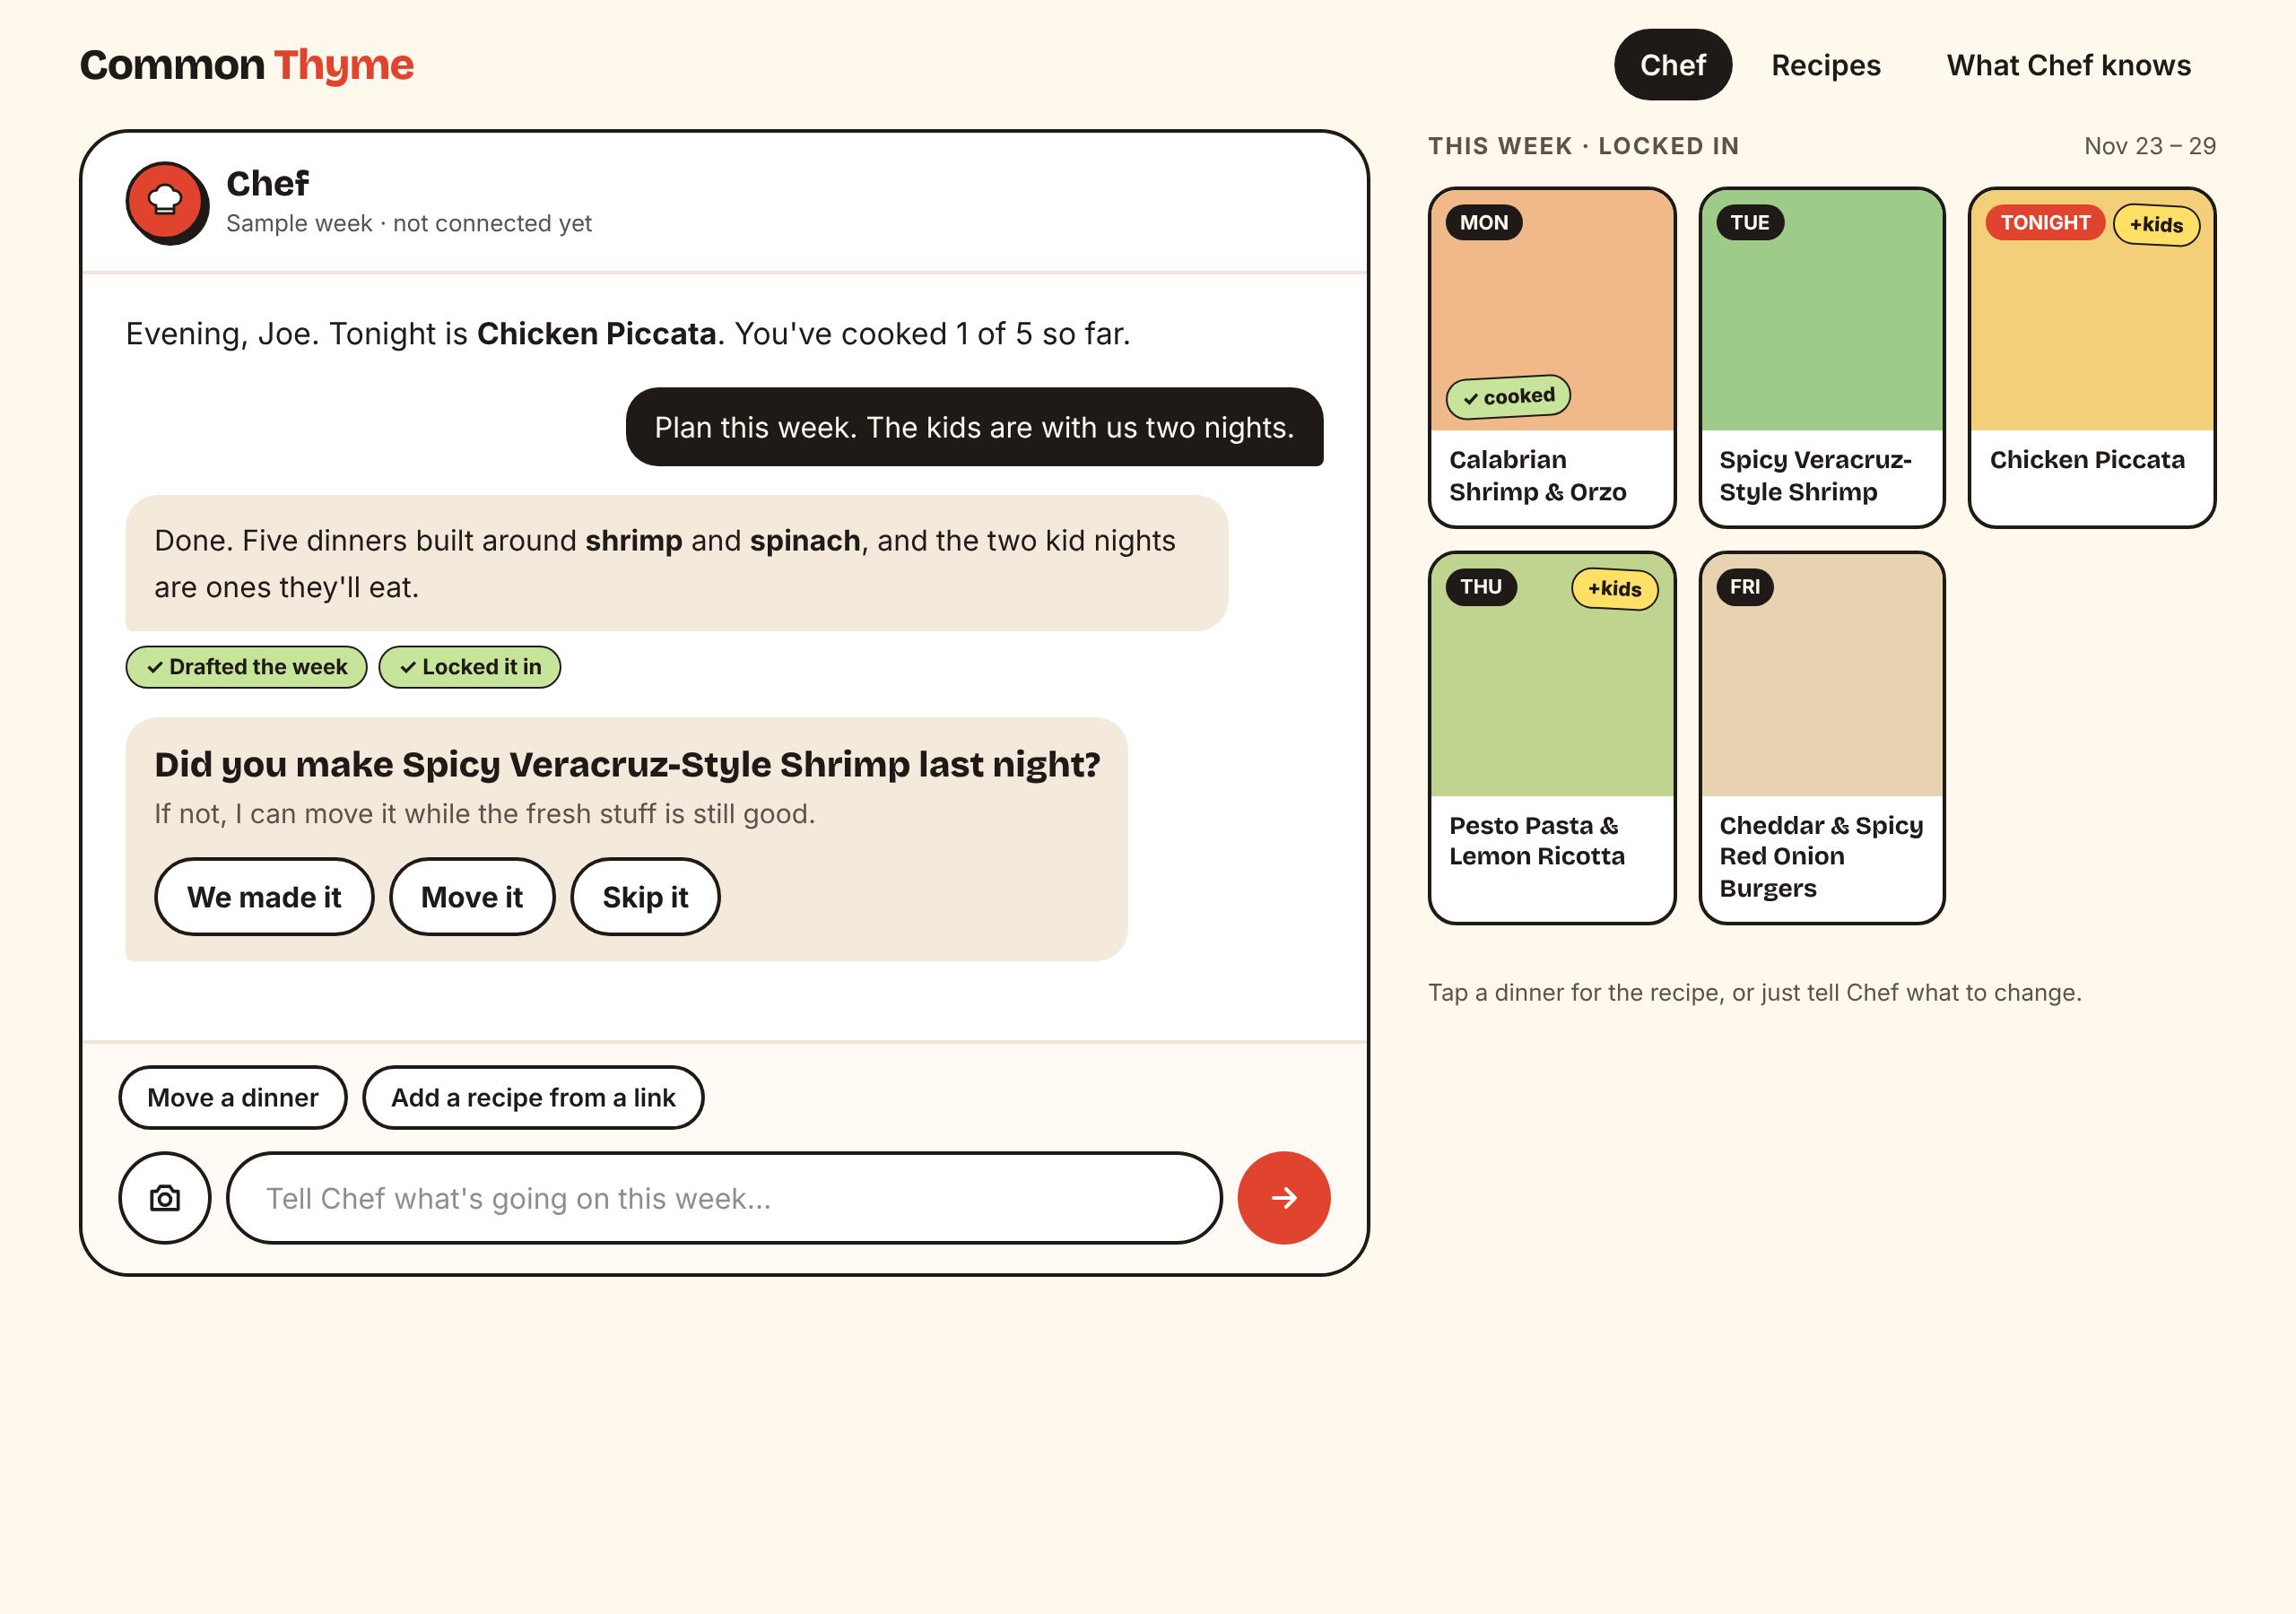 Common Thyme
Chef
Recipes
What Chef knows
Chef
Sample week · not connected yet
Evening, Joe. Tonight is Chicken Piccata. You've cooked 1 of 5 so far.
Plan this week. The kids are with us two nights.
Done. Five dinners built around shrimp and spinach, and the two kid nights
are ones they'll eat.
✓ Drafted the week
✓ Locked it in
Did you make Spicy Veracruz-Style Shrimp last night?
If not, I can move it while the fresh stuff is still good.
We made it
Move it
Skip it
Move a dinner
Add a recipe from a link
Tell Chef what's going on this week...
THIS WEEK · LOCKED IN
Nov 23 – 29
MON
✓ cooked
Calabrian
Shrimp & Orzo
TUE
Spicy Veracruz-
Style Shrimp
TONIGHT
+kids
Chicken Piccata
THU
+kids
Pesto Pasta &
Lemon Ricotta
FRI
Cheddar & Spicy
Red Onion
Burgers
Tap a dinner for the recipe, or just tell Chef what to change.